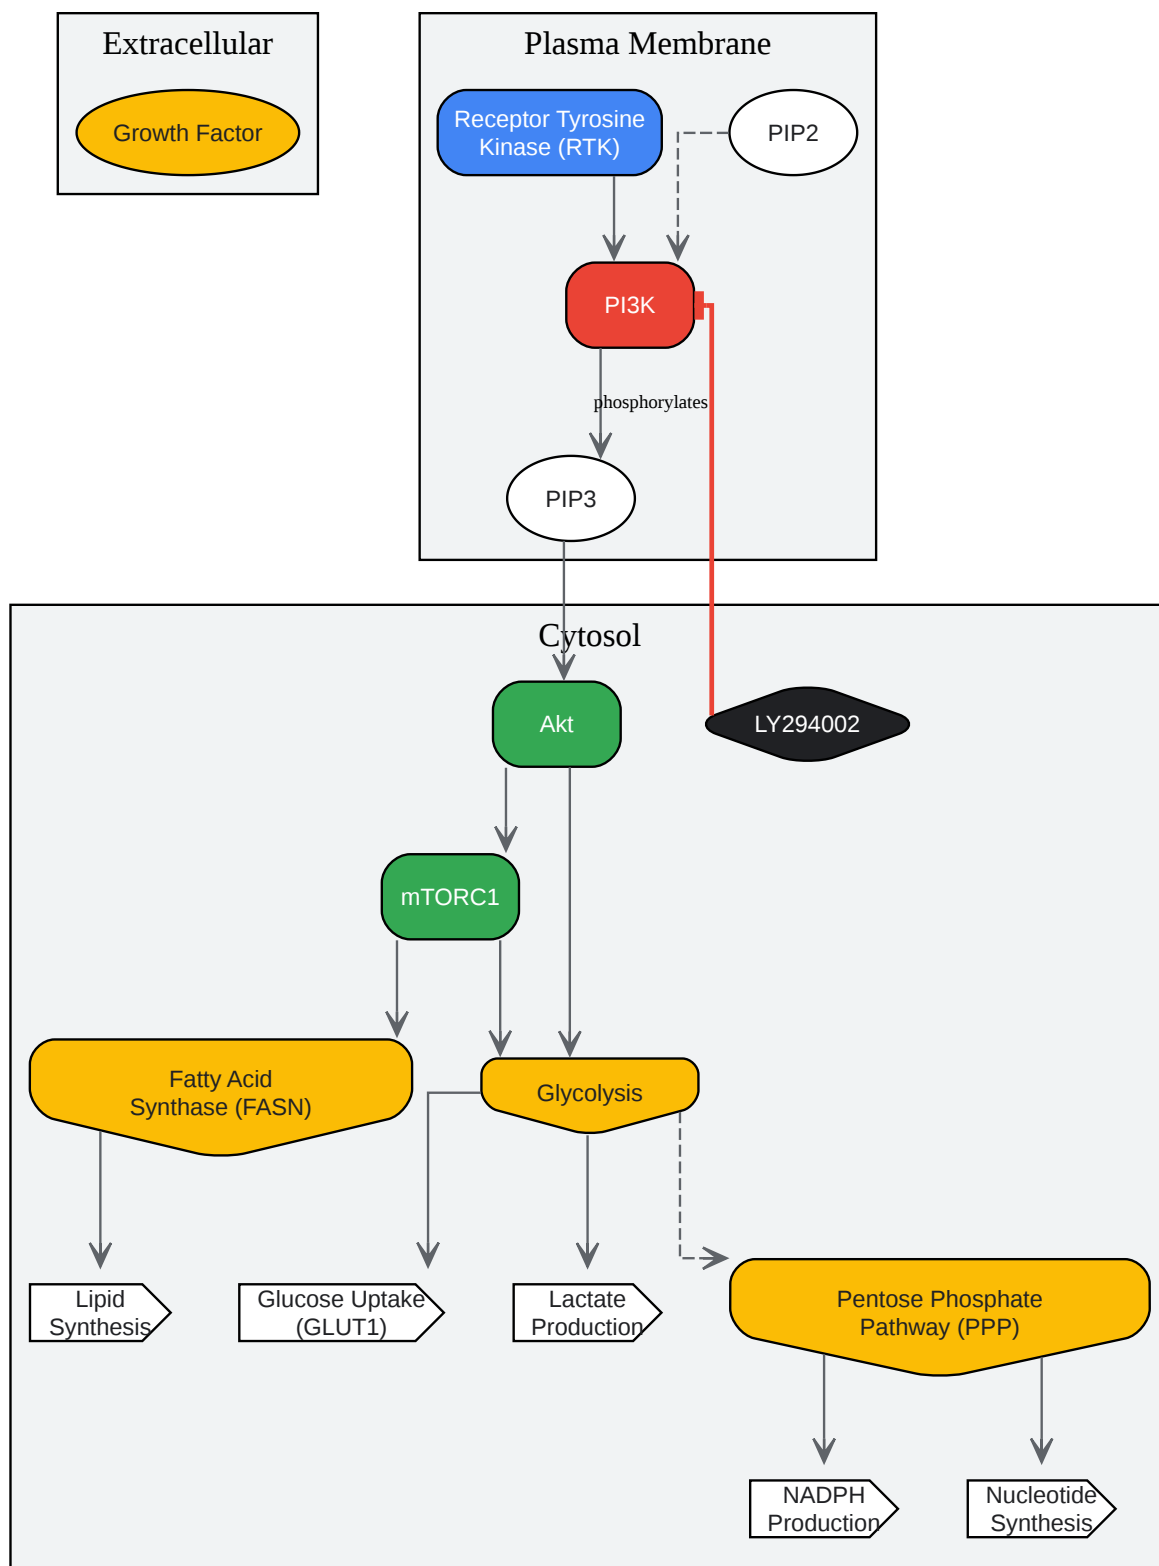 Extracellular
Growth Factor
Plasma Membrane
Receptor Tyrosine
Kinase (RTK)
PIP2
PI3K
phosphorylates
PIP3
Cytosol
Akt
LY294002
mTORC1
Fatty Acid
Synthase (FASN)
Glycolysis
Lipid
Synthesis
Glucose Uptake
(GLUT1)
Lactate
Production
Pentose Phosphate
Pathway (PPP)
NADPH
Production
Nucleotide
Synthesis